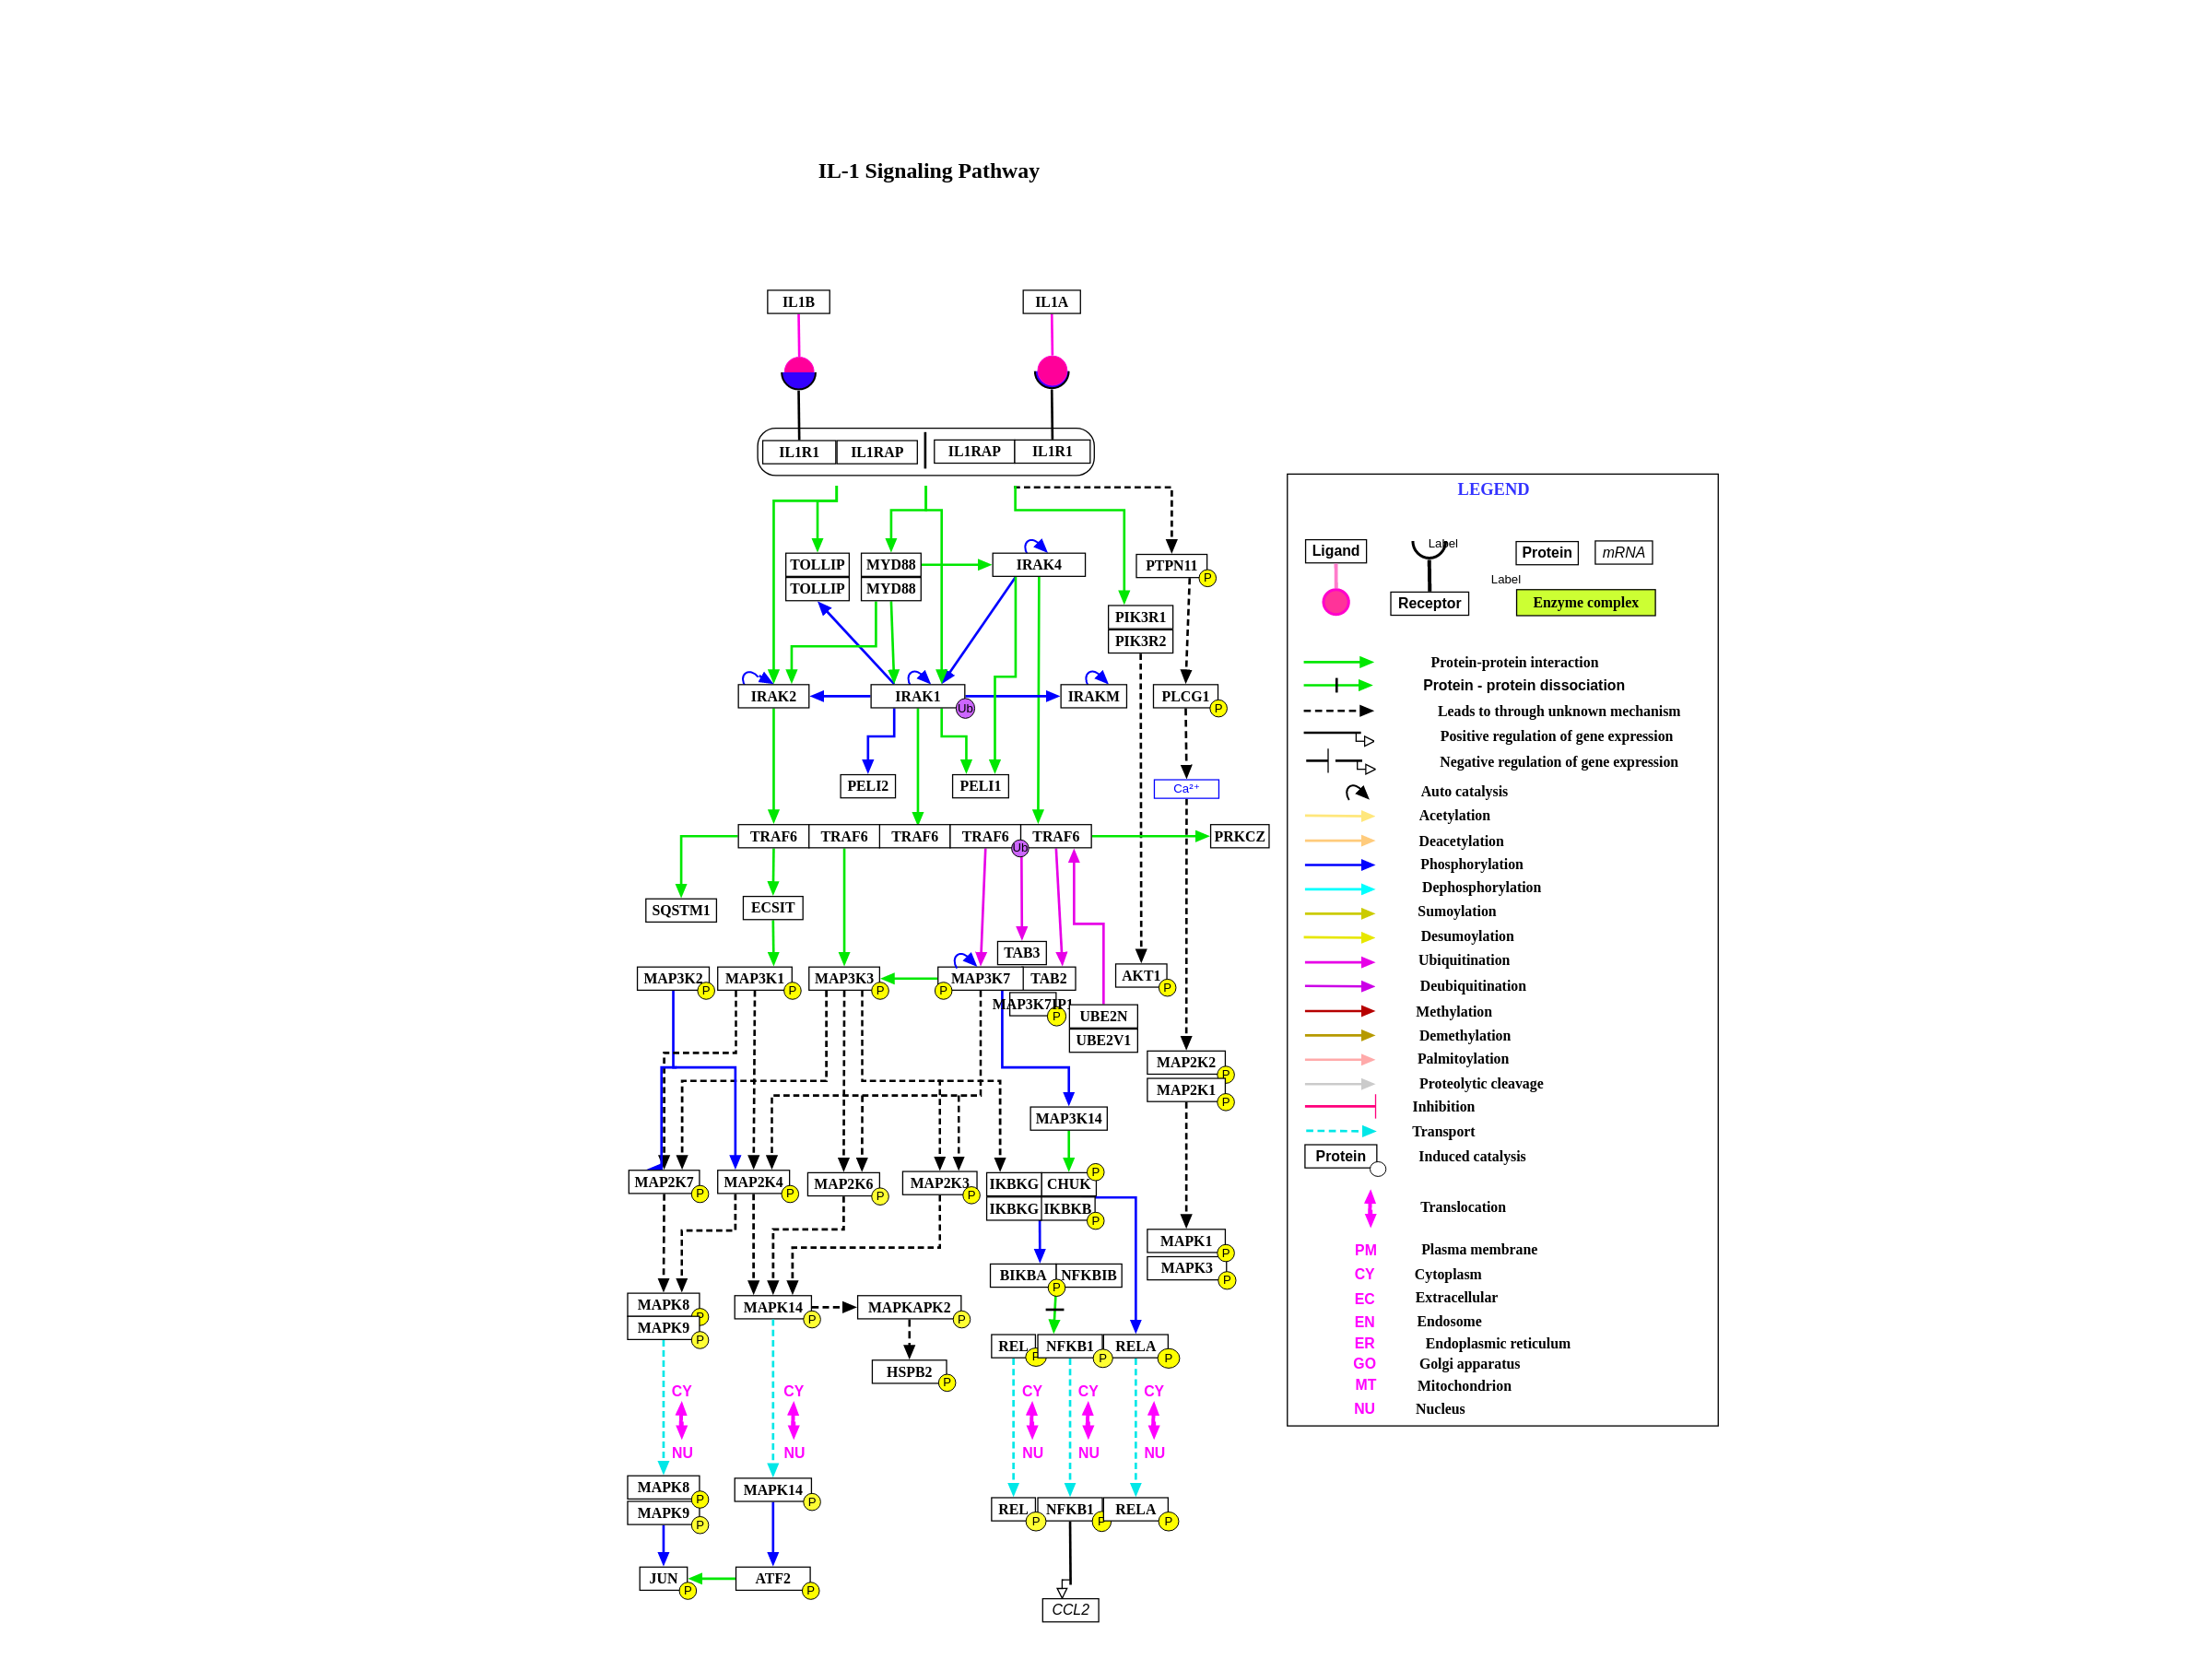 IL-1 Signaling Pathway
IL1B
IL1A
IL1R1
IL1RAP
IL1RAP
IL1R1
TOLLIP
TOLLIP
MYD88
MYD88
IRAK4
PTPN11
P
PIK3R1
PIK3R2
IRAK2
IRAK1
Ub
IRAKM
PLCG1
P
PELI2
PELI1
Ca²⁺
TRAF6
TRAF6
TRAF6
TRAF6
Ub
TRAF6
PRKCZ
SQSTM1
ECSIT
TAB3
MAP3K2
P
MAP3K1
P
MAP3K3
P
MAP3K7
P
TAB2
AKT1
P
MAP3K7IP1
P
UBE2N
UBE2V1
MAP2K2
P
MAP2K1
P
MAP3K14
MAP2K7
P
MAP2K4
P
MAP2K6
P
MAP2K3
P
IKBKG
CHUK
P
IKBKG
IKBKB
P
MAPK1
P
MAPK3
P
BIKBA
P
NFKBIB
MAPK8
P
MAPK9
P
MAPK14
P
MAPKAPK2
P
HSPB2
P
REL
P
NFKB1
P
RELA
P
CY
NU
CY
NU
CY
NU
CY
NU
CY
NU
MAPK8
P
MAPK9
P
MAPK14
P
REL
P
NFKB1
P
RELA
P
JUN
P
ATF2
P
CCL2
LEGEND
Ligand
Label
Receptor
Protein
mRNA
Label
Enzyme complex
Protein-protein interaction
Protein - protein dissociation
Leads to through unknown mechanism
Positive regulation of gene expression
Negative regulation of gene expression
Auto catalysis
Acetylation
Deacetylation
Phosphorylation
Dephosphorylation
Sumoylation
Desumoylation
Ubiquitination
Deubiquitination
Methylation
Demethylation
Palmitoylation
Proteolytic cleavage
Inhibition
Transport
Protein
Induced catalysis
Translocation
PM Plasma membrane
CY Cytoplasm
EC Extracellular
EN Endosome
ER Endoplasmic reticulum
GO Golgi apparatus
MT Mitochondrion
NU Nucleus